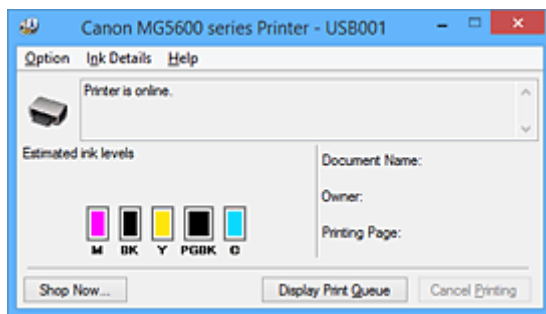 Canon MG5600 series Printer - USB001
Option Ink Details Help
Printer is online.
Estimated ink levels
Document Name:
Owner:
Printing Page:
M BK Y PGBK C
Shop Now... Display Print Queue Cancel Printing